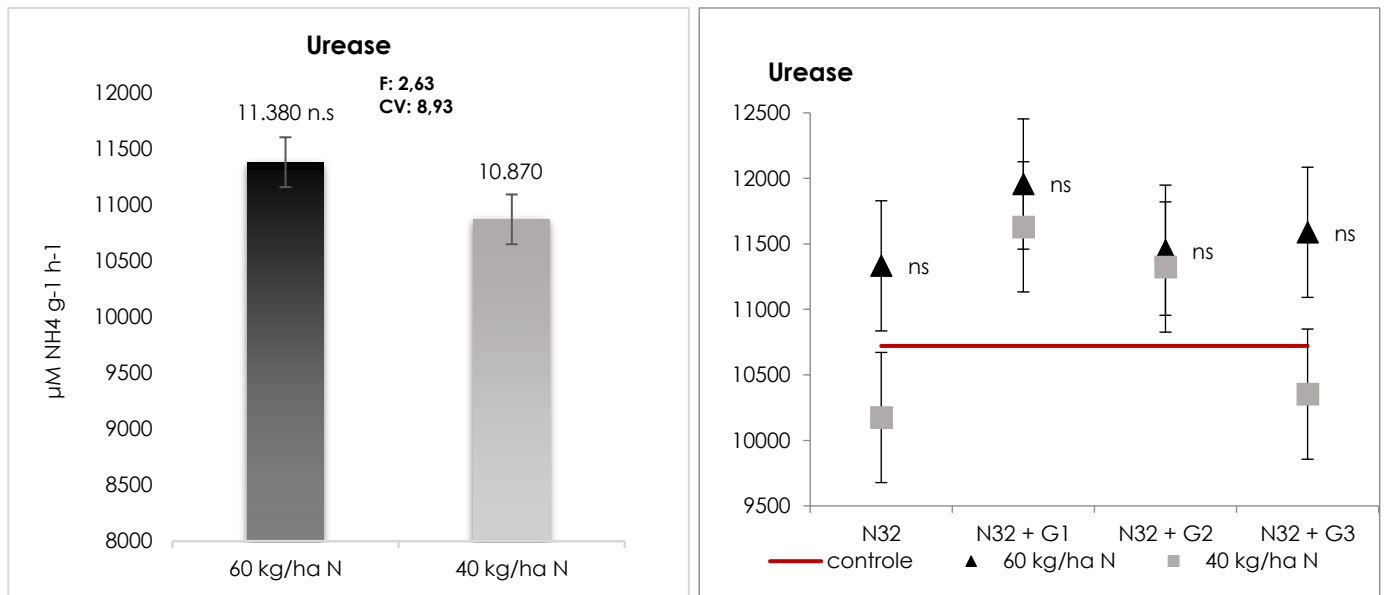 Urease
F: 2,63
CV: 8,93
12000
11500
11000
10500
10000
9500
9000
8500
8000
µM NH4 g-1 h-1
11.380 n.s
10.870
60 kg/ha N
40 kg/ha N
Urease
12500
12000
11500
11000
10500
10000
9500
ns
ns
ns
ns
N32
N32 + G1
N32 + G2
N32 + G3
controle
60 kg/ha N
40 kg/ha N